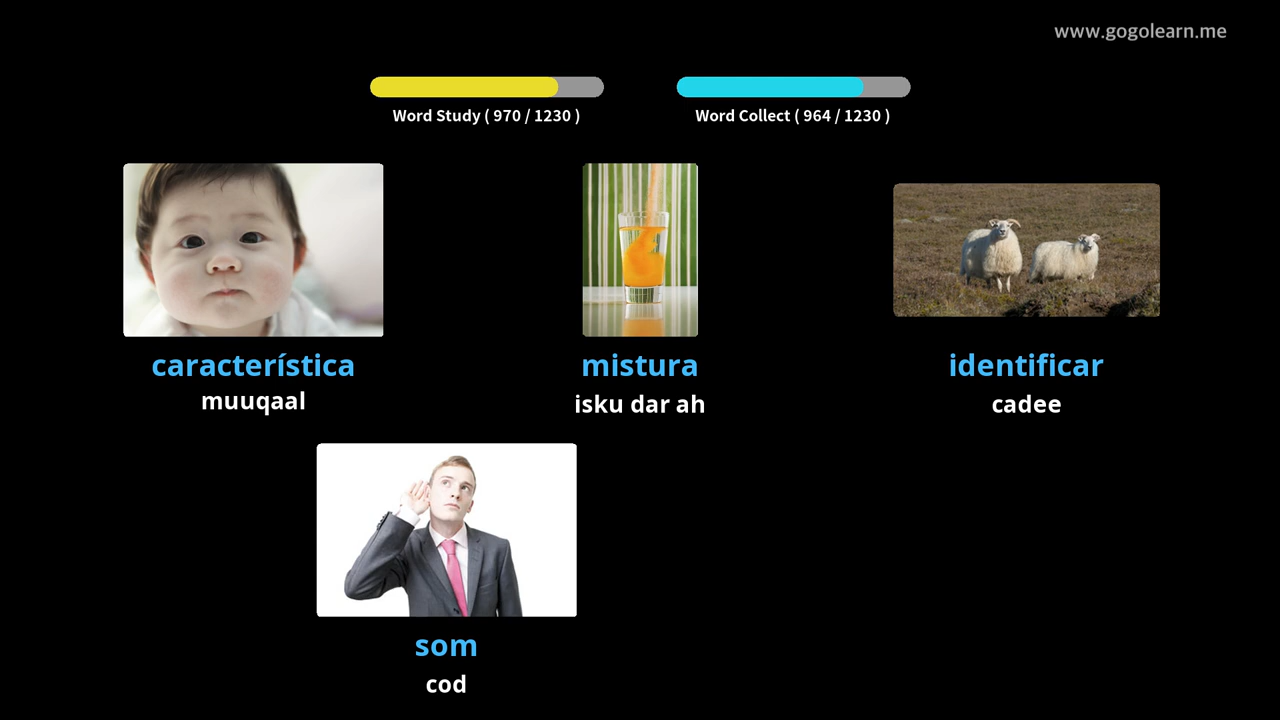 www.gogolearn.me
Word Study ( 970 / 1230 )
Word Collect ( 964 / 1230 )
característica
muuqaal
mistura
isku dar ah
identificar
cadee
som
cod